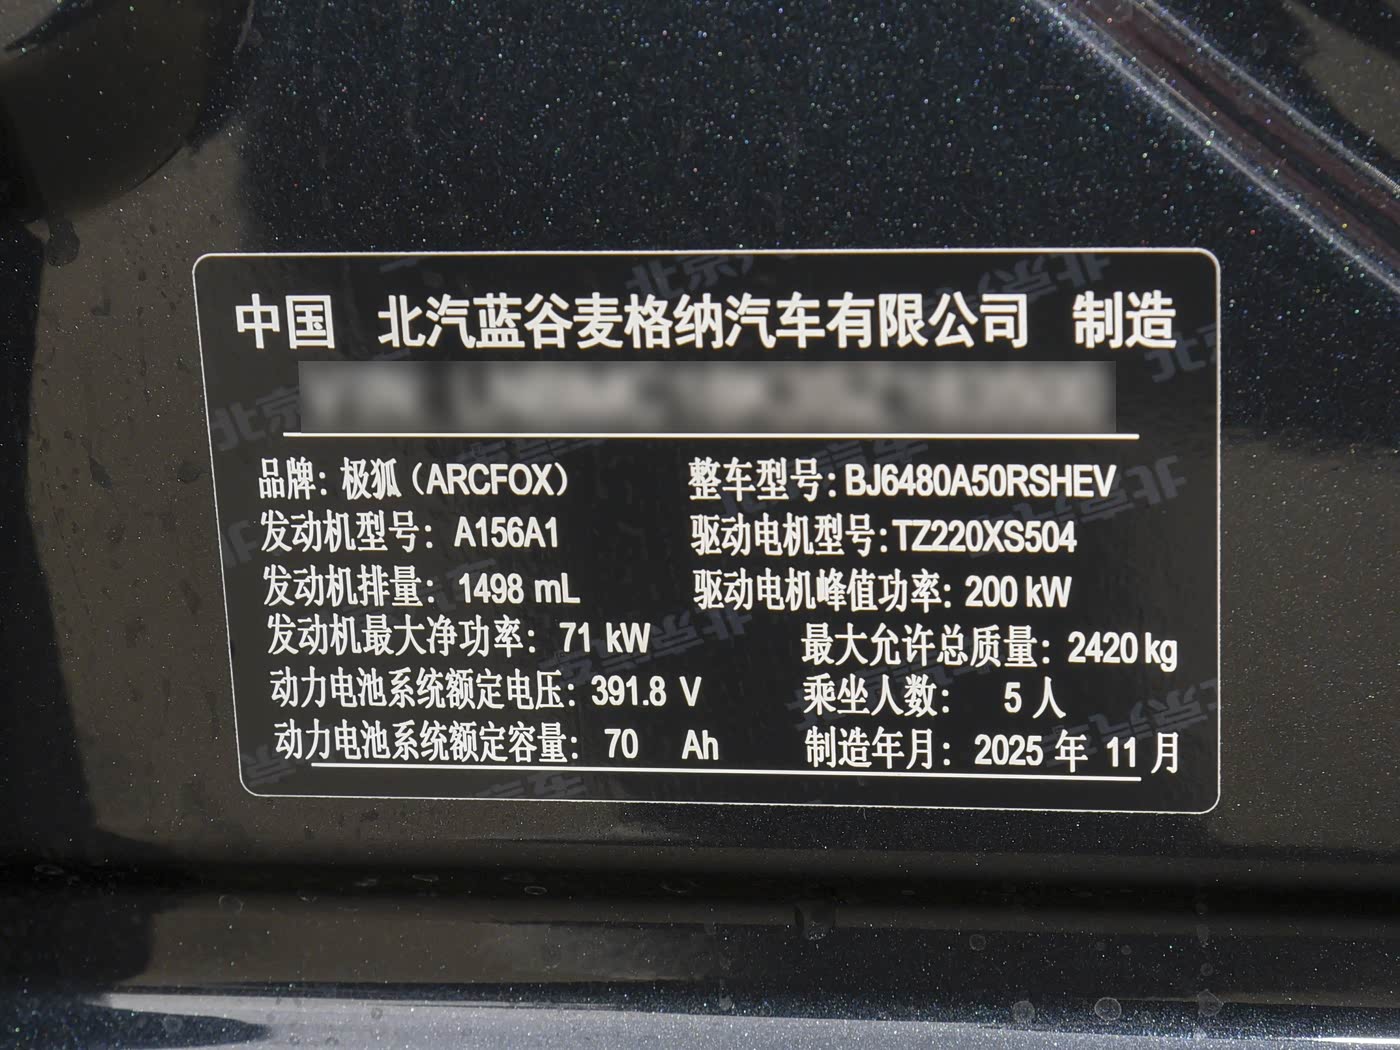 中国 北汽蓝谷麦格纳汽车有限公司 制造
品牌：极狐（ARCFOX） 整车型号：BJ6480A50RSHEV
发动机型号：A156A1 驱动电机型号：TZ220XS504
发动机排量：1498 mL 驱动电机峰值功率：200 kW
发动机最大净功率：71 kW 最大允许总质量：2420 kg
动力电池系统额定电压：391.8 V 乘坐人数： 5 人
动力电池系统额定容量：70 Ah 制造年月：2025 年 11 月